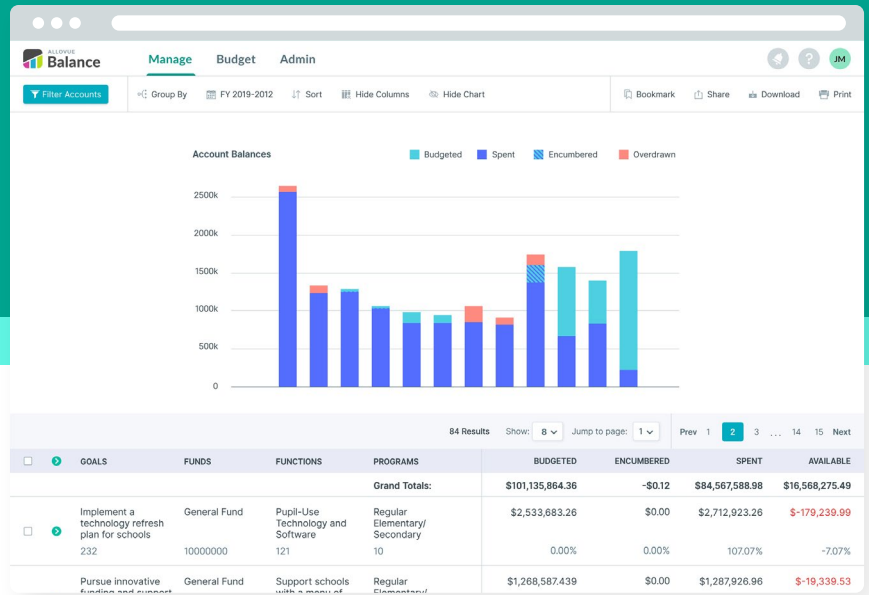 ALLOVUE
Balance
Manage Budget Admin
? JM
Filter Accounts Group By FY 2019-2012 Sort Hide Columns Hide Chart Bookmark Share Download Print
Account Balances Budgeted Spent Encumbered Overdrawn
2500k
2000k
1500k
1000k
500k
0
84 Results Show: 8 Jump to page: 1 Prev 1 2 3 ... 14 15 Next
GOALS FUNDS FUNCTIONS PROGRAMS BUDGETED ENCUMBERED SPENT AVAILABLE
Grand Totals: $101,135,864.36 -$0.12 $84,567,588.98 $16,568,275.49
Implement a General Fund Pupil-Use Regular $2,533,683.26 $0.00 $2,712,923.26 $-179,239.99
technology refresh Technology and Elementary/
plan for schools Software Secondary
232 10000000 121 10 0.00% 0.00% 107.07% -7.07%
Pursue innovative General Fund Support schools Regular $1,268,587.439 $0.00 $1,287,926.96 $-19,339.53
funding and support with a menu of Elementary/